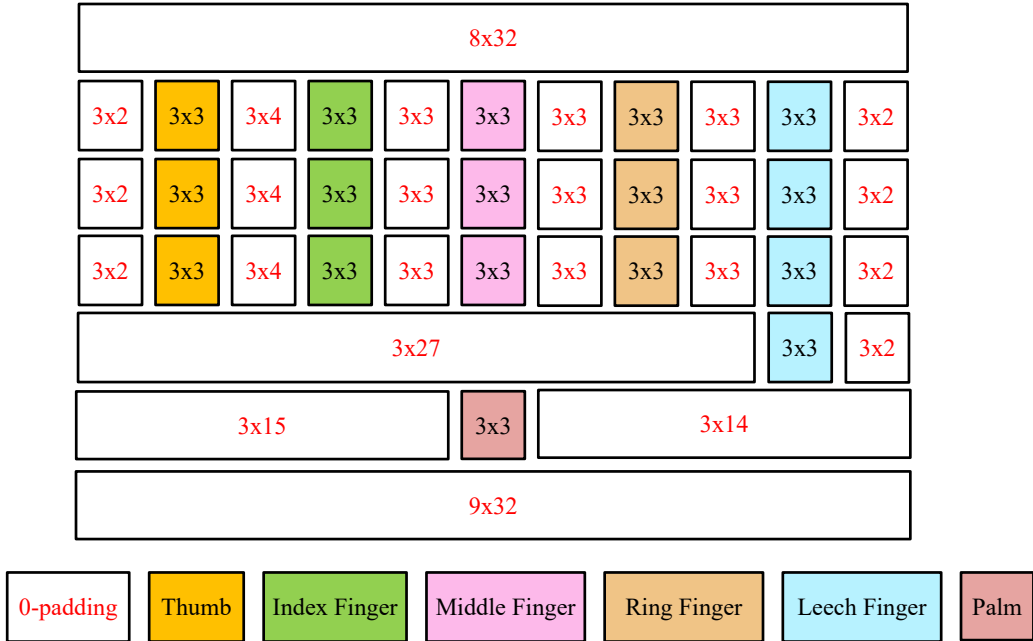 8x32
3x2 3x3 3x4 3x3 3x3 3x3 3x3 3x3 3x3 3x3 3x2
3x2 3x3 3x4 3x3 3x3 3x3 3x3 3x3 3x3 3x3 3x2
3x2 3x3 3x4 3x3 3x3 3x3 3x3 3x3 3x3 3x3 3x2
3x27 3x3 3x2
3x15 3x3 3x14
9x32
0-padding Thumb Index Finger Middle Finger Ring Finger Leech Finger Palm